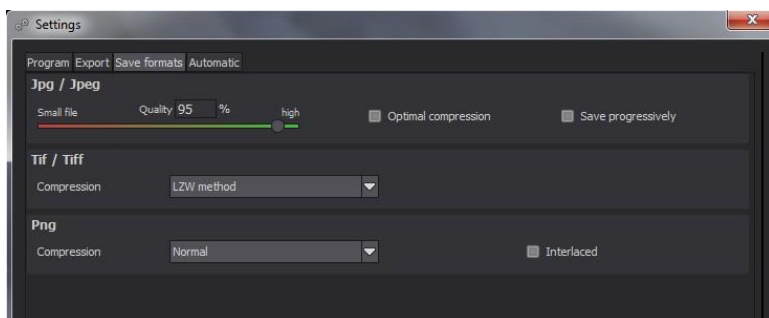 Settings
Program Export Save formats Automatic
Jpg / Jpeg
Small file Quality 95 % high Optimal compression Save progressively
Tif / Tiff
Compression LZW method
Png
Compression Normal Interlaced